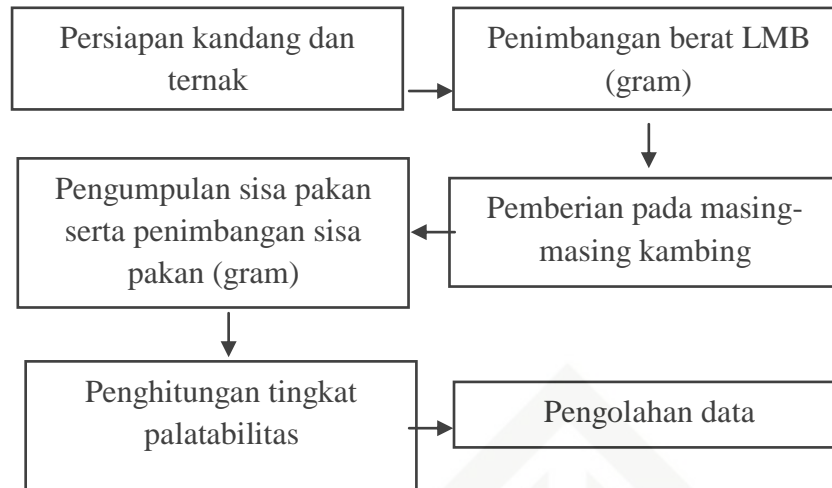 Persiapan kandang dan
ternak
Penimbangan berat LMB
(gram)
Pemberian pada masing-
masing kambing
Pengumpulan sisa pakan
serta penimbangan sisa
pakan (gram)
Penghitungan tingkat
palatabilitas
Pengolahan data